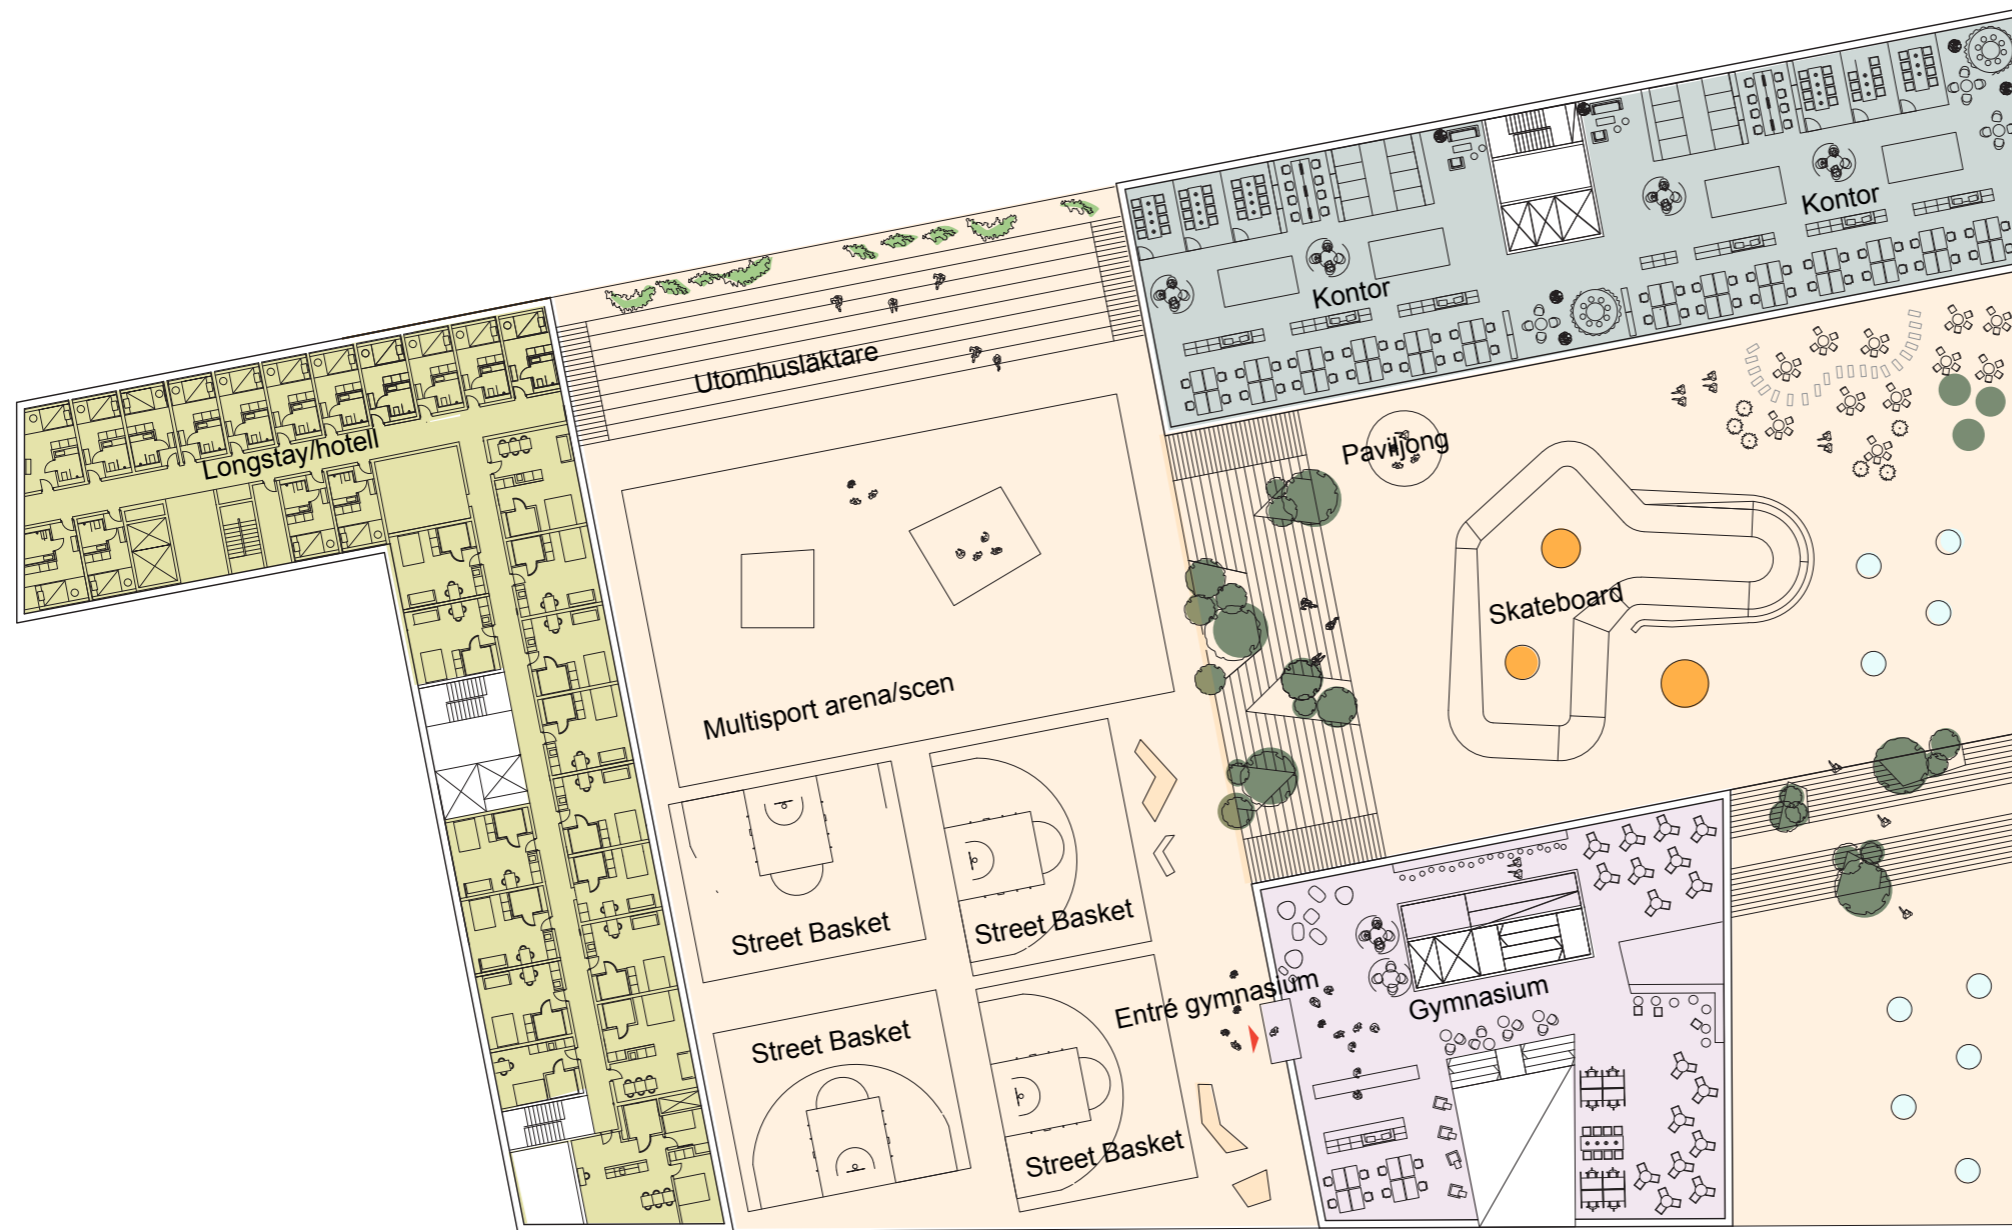 Kontor
Kontor
Utomhusläktare
Longstay/hotell
Paviljong
Skateboard
Multisport arena/scen
Street Basket
Street Basket
Entré gymnasium
Gymnasium
Street Basket
Street Basket